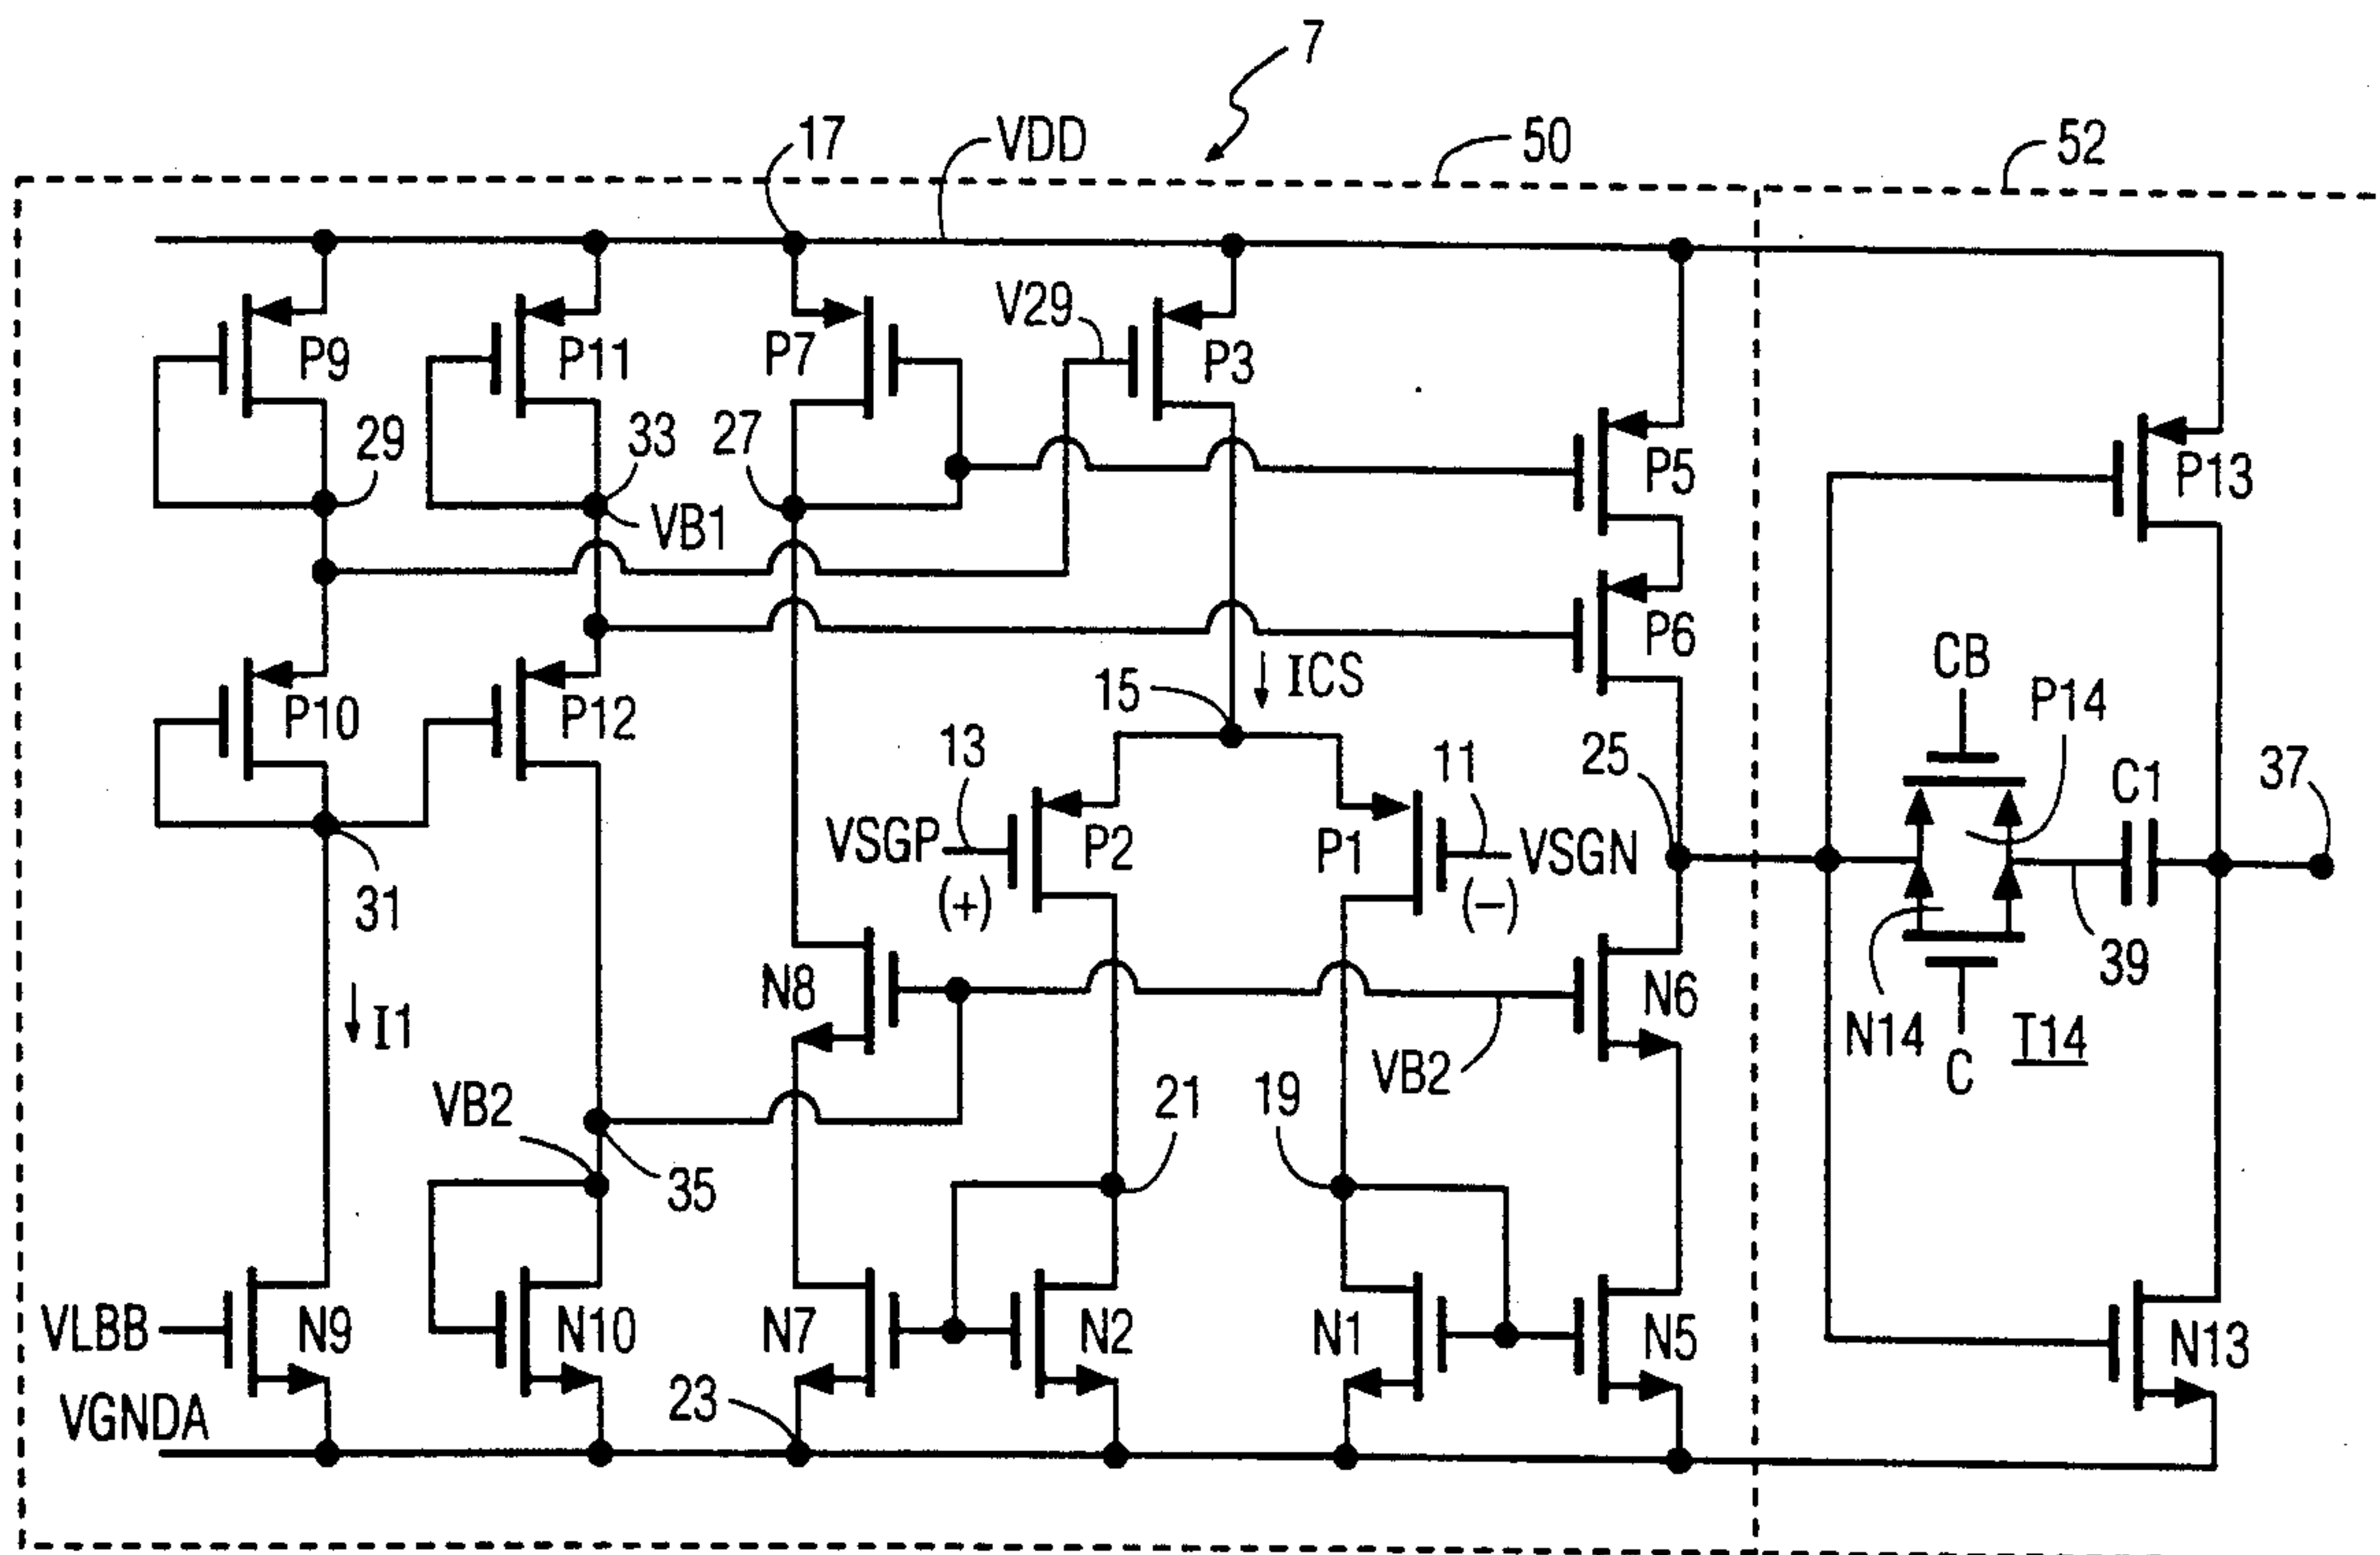 7
17
VDD
50
52
P9
P11
P7
V29
P3
29
33
27
VB1
P5
P13
P6
ICS
15
CB
P14
P10
P12
13
11
25
C1
37
VSGP
(+)
P2
P1
VSGN
(−)
31
I1
N8
N6
39
N14
C
T14
VB2
VB2
21
19
35
VLBB
N9
N10
N7
N2
N1
N5
N13
VGNDA
23